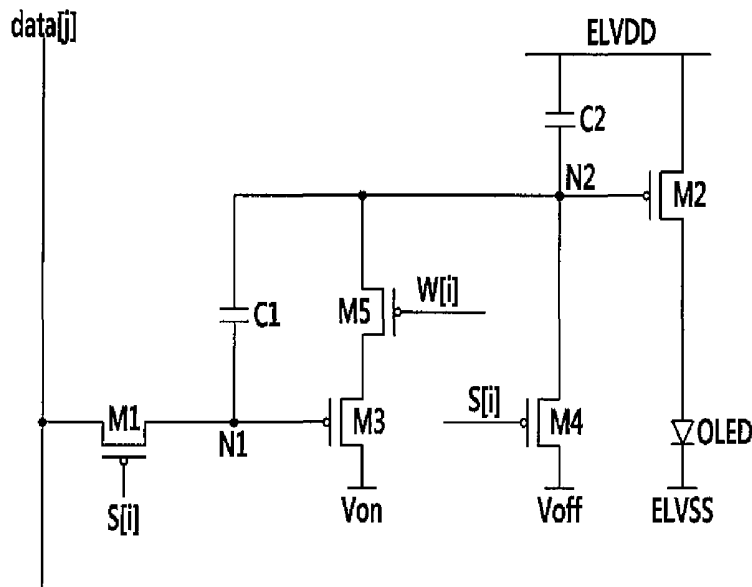 data[j]
ELVDD
C2
N2
M2
W[i]
M5
C1
S[i]
M1
M3
M4
OLED
N1
S[i]
Von
Voff
ELVSS